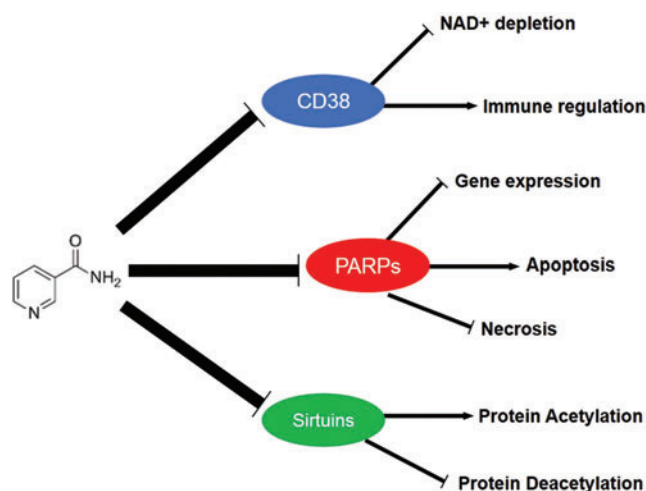 NAD+ depletion
CD38
Immune regulation
Gene expression
O
NH2
N
PARPs
Apoptosis
Necrosis
Sirtuins
Protein Acetylation
Protein Deacetylation